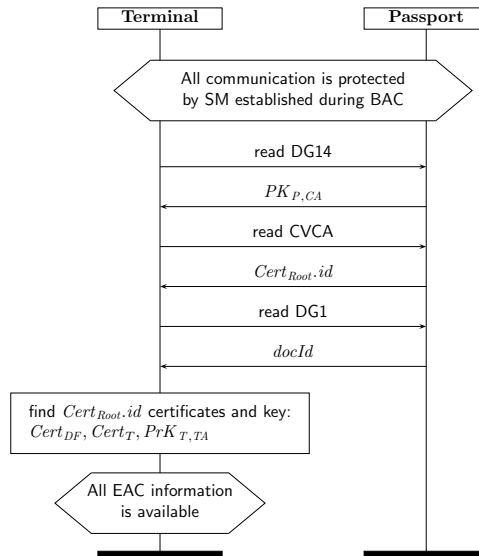 Terminal Passport
All communication is protected
by SM established during BAC
read DG14
PK_{P,CA}
read CVCA
Cert_{Root}.id
read DG1
docId
find Cert_{Root}.id certificates and key:
Cert_{DF}, Cert_T, PrK_{T,TA}
All EAC information
is available